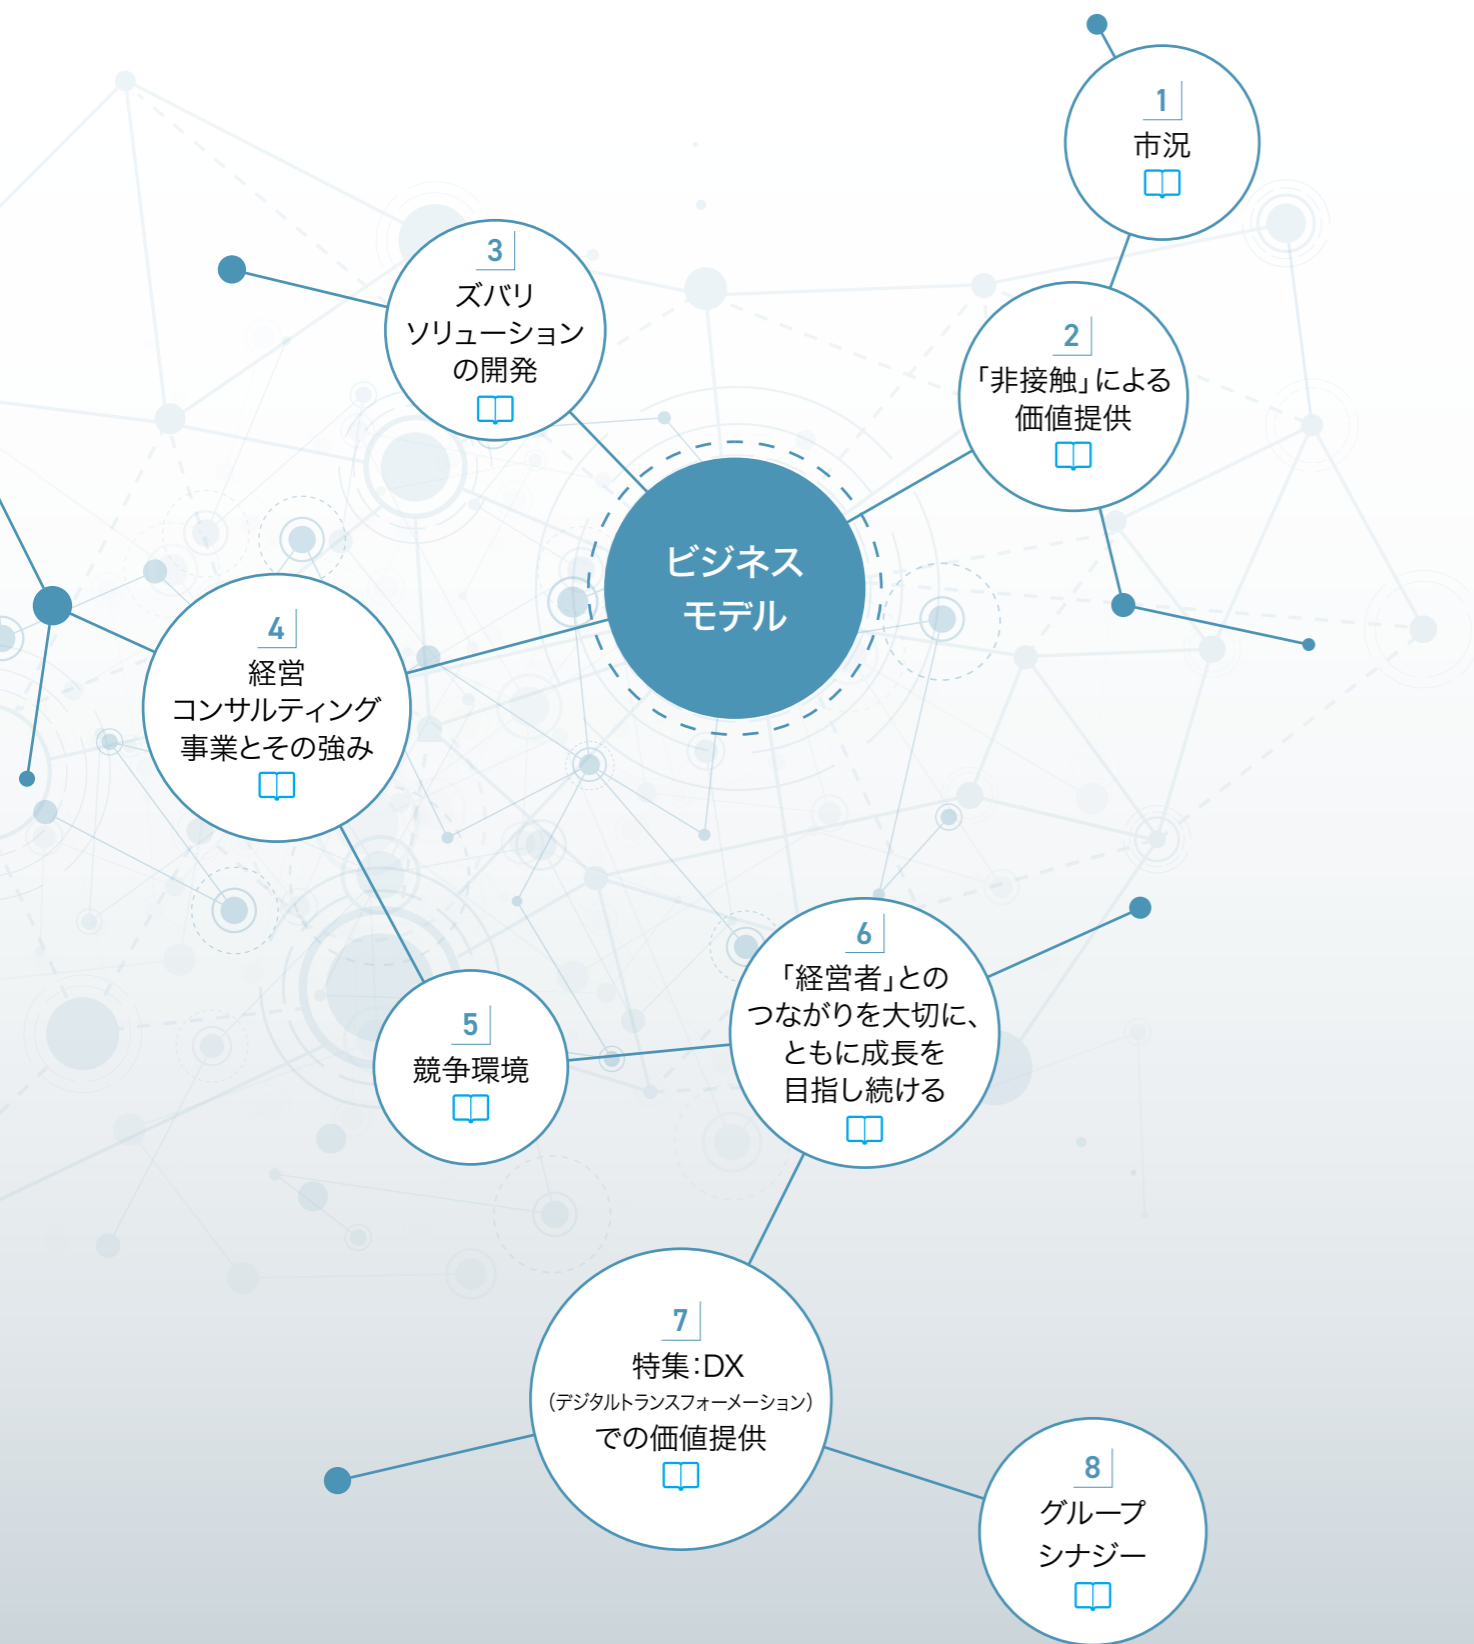 1
市況
2
「非接触」による
価値提供
3
ズバリ
ソリューション
の開発
ビジネス
モデル
4
経営
コンサルティング
事業とその強み
5
競争環境
6
「経営者」との
つながりを大切に、
ともに成長を
目指し続ける
7
特集：DX
（デジタルトランスフォーメーション）
での価値提供
8
グループ
シナジー